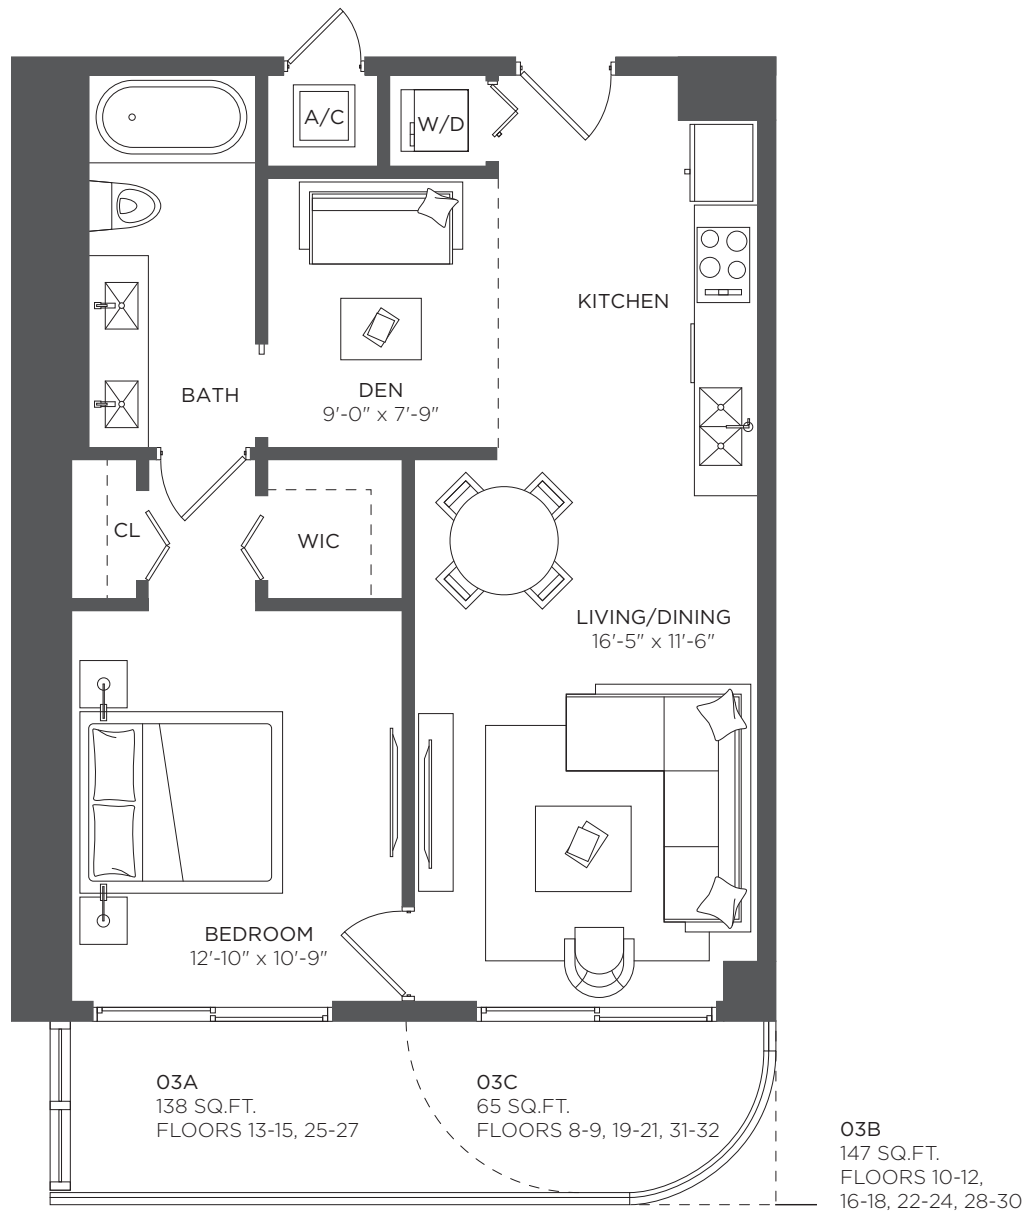 A/C
W/D
KITCHEN
BATH
DEN
9'-0" x 7'-9"
CL
WIC
LIVING/DINING
16'-5" x 11'-6"
BEDROOM
12'-10" x 10'-9"
03A
138 SQ.FT.
FLOORS 13-15, 25-27
03C
65 SQ.FT.
FLOORS 8-9, 19-21, 31-32
03B
147 SQ.FT.
FLOORS 10-12,
16-18, 22-24, 28-30